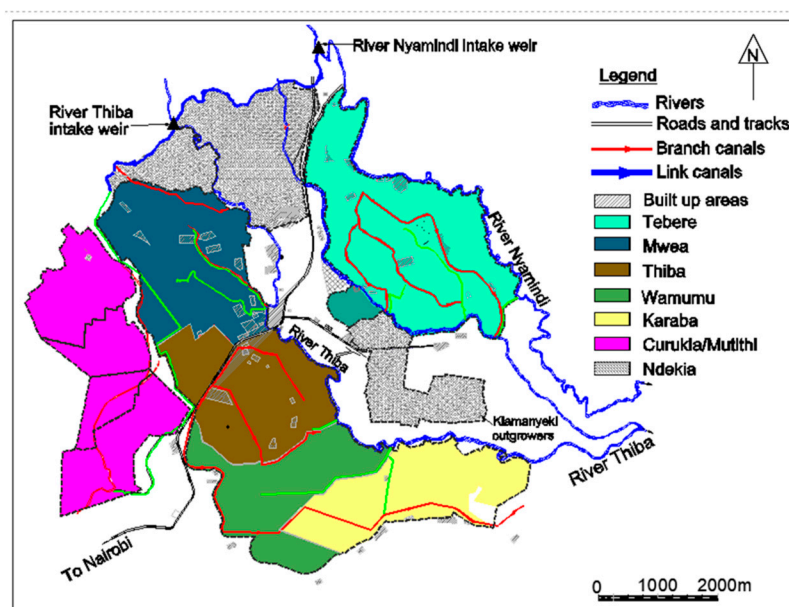 River Nyamindi intake weir
River Thiba
intake weir
N
Legend
Rivers
Roads and tracks
Branch canals
Link canals
Built up areas
Tebere
Mwea
Thiba
Wamumu
Karaba
Curukia/Mutithi
Ndekia
River Nyamindi
River Thiba
Kiamanyeki
outgrowers
River Thiba
To Nairobi
0 1000 2000m